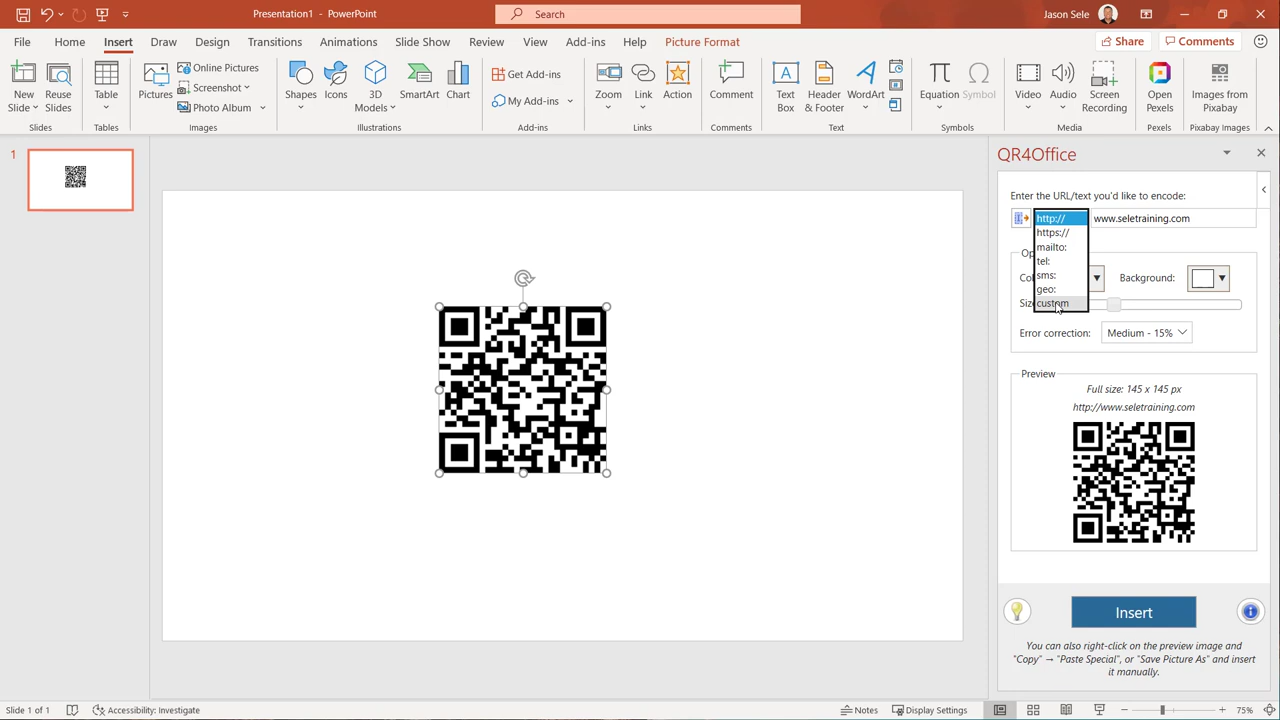 Presentation1 - PowerPoint
Search
Jason Sele
File Home Insert Draw Design Transitions Animations Slide Show Review View Add-ins Help Picture Format
Share Comments
New Slide
Reuse Slides
Slides
Table
Tables
Pictures
Online Pictures
Screenshot
Photo Album
Images
Shapes
Icons
3D Models
SmartArt
Chart
Illustrations
Get Add-ins
My Add-ins
Add-ins
Zoom
Link
Action
Links
Comment
Comments
Text Box
Header & Footer
WordArt
Text
Equation
Symbol
Symbols
Video
Audio
Screen Recording
Media
Open Pexels
Pexels
Images from Pixabay
Pixabay Images
1
QR4Office
Enter the URL/text you'd like to encode:
http:// www.seletraining.com
https://
mailto:
tel:
sms:
geo:
custom
Op
Col Background:
Size
Error correction: Medium - 15%
Preview
Full size: 145 x 145 px
http://www.seletraining.com
Insert
You can also right-click on the preview image and
"Copy" → "Paste Special", or "Save Picture As" and insert
it manually.
Slide 1 of 1 Accessibility: Investigate Notes Display Settings 75%